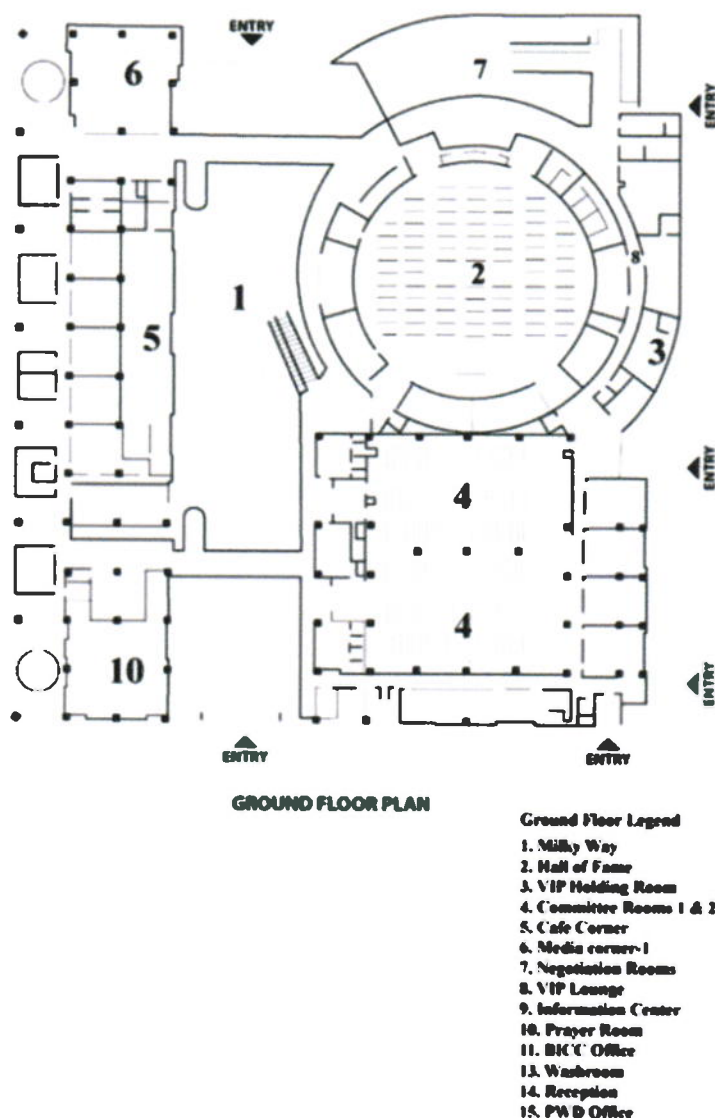 ENTRY
6
7
ENTRY
2
8
1
5
3
4
ENTRY
4
10
ENTRY
ENTRY
ENTRY
GROUND FLOOR PLAN
Ground Floor Legend
1. Milky Way
2. Hall of Fame
3. VIP Holding Room
4. Committee Rooms 1 & 2
5. Cafe Corner
6. Media corner-1
7. Negotiation Rooms
8. VIP Lounge
9. Information Center
10. Prayer Room
11. BICC Office
13. Washroom
14. Reception
15. PWD Office